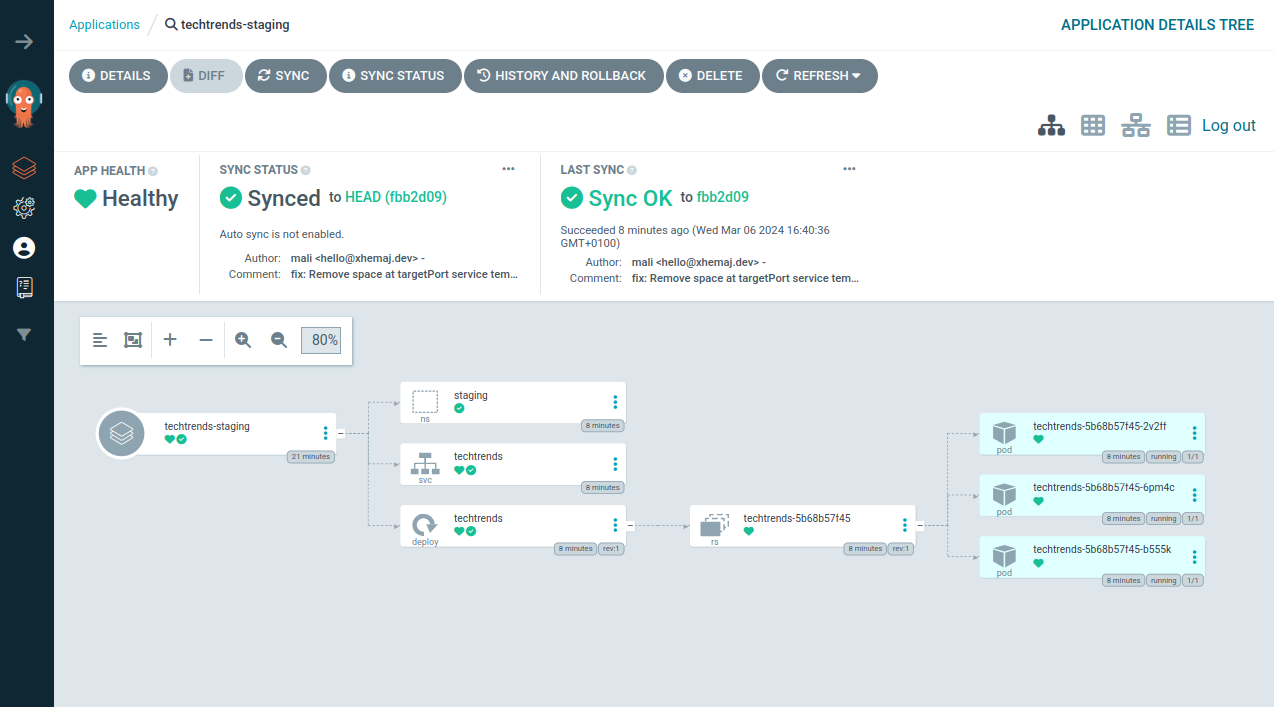 Applications
techtrends-staging
APPLICATION DETAILS TREE
DETAILS
DIFF
SYNC
SYNC STATUS
HISTORY AND ROLLBACK
DELETE
REFRESH
Log out
APP HEALTH
Healthy
SYNC STATUS
Synced to HEAD (fbb2d09)
Auto sync is not enabled.
Author: mali <hello@xhemaj.dev> -
Comment: fix: Remove space at targetPort service tem...
LAST SYNC
Sync OK to fbb2d09
Succeeded 8 minutes ago (Wed Mar 06 2024 16:40:36
GMT+0100)
Author: mali <hello@xhemaj.dev> -
Comment: fix: Remove space at targetPort service tem...
80%
techtrends-staging
21 minutes
staging
ns
8 minutes
techtrends
svc
8 minutes
techtrends
deploy
8 minutes rev:1
techtrends-5b68b57f45
rs
8 minutes rev:1
techtrends-5b68b57f45-2v2ff
pod
8 minutes running 1/1
techtrends-5b68b57f45-6pm4c
pod
8 minutes running 1/1
techtrends-5b68b57f45-b555k
pod
8 minutes running 1/1